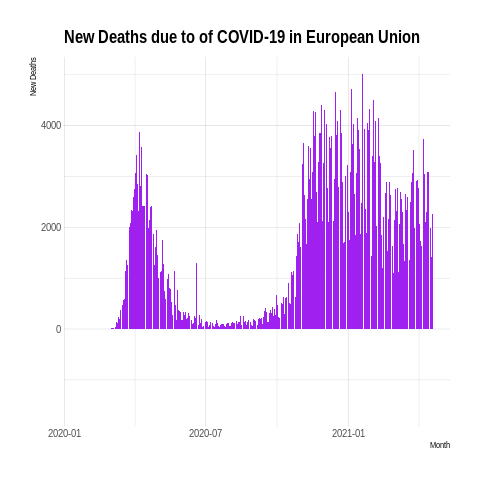 New Deaths due to of COVID-19 in European Union
New Deaths
4000
2000
0
2020-01
2020-07
2021-01
Month